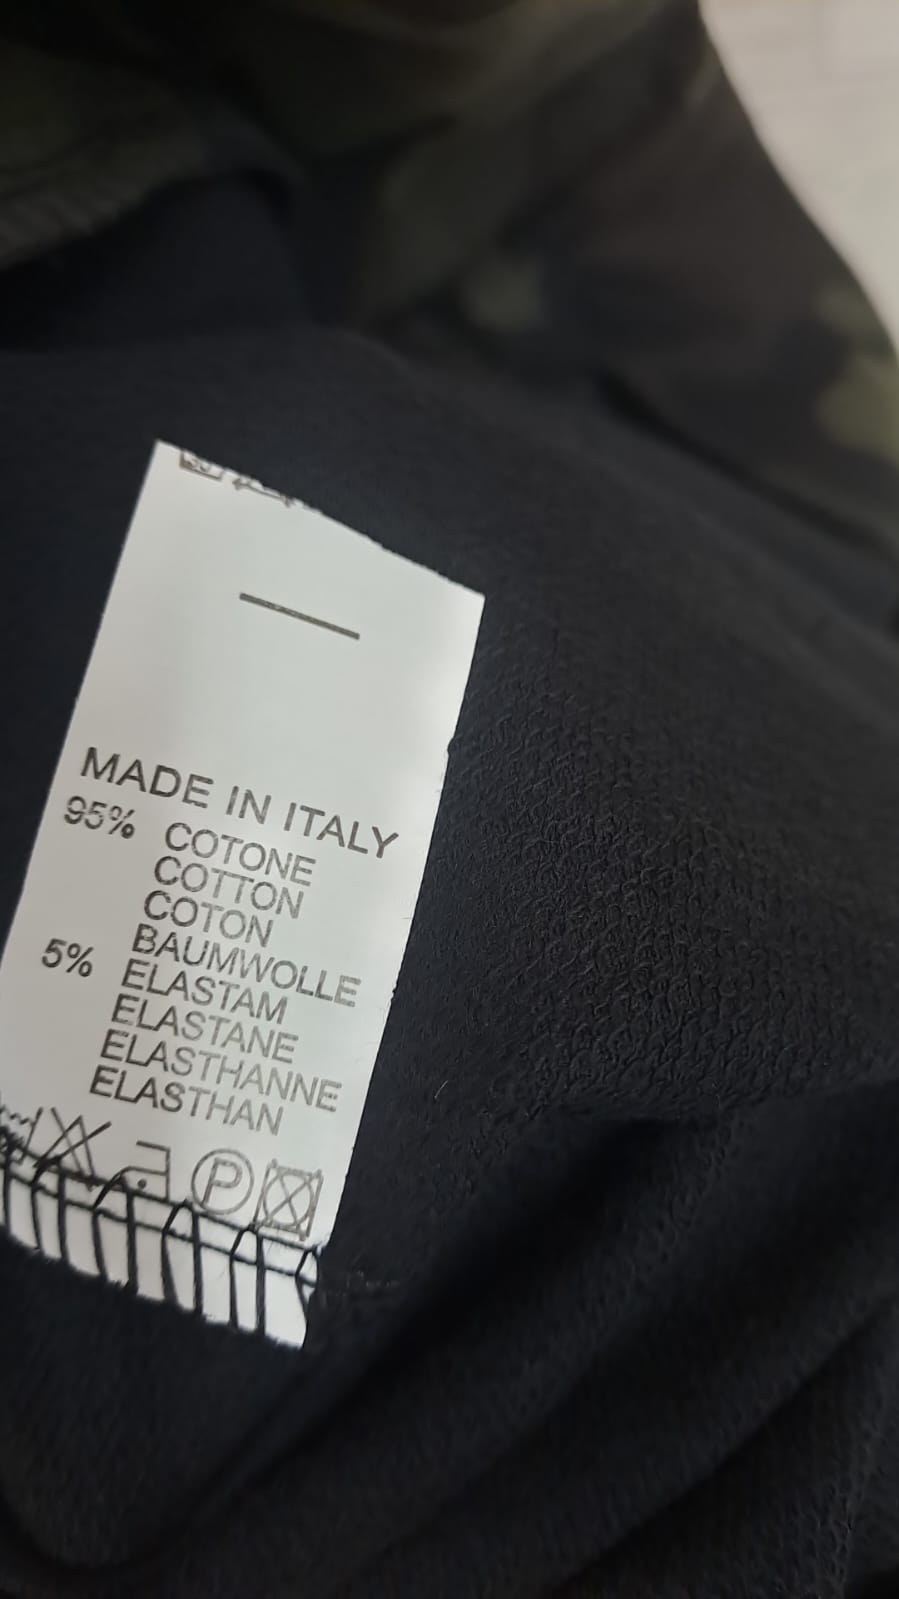 MADE IN ITALY
95% COTONE
COTTON
COTON
BAUMWOLLE
5% ELASTAM
ELASTANE
ELASTHANNE
ELASTHAN
P